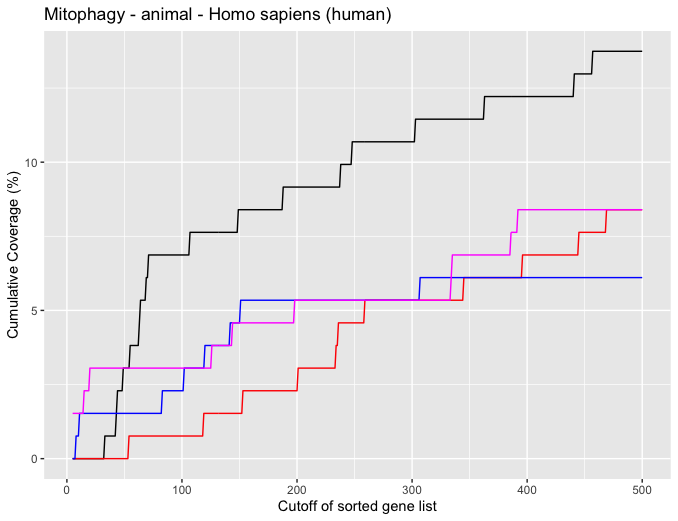 Mitophagy - animal - Homo sapiens (human)
Cumulative Coverage (%)
10
5
0
0 100 200 300 400 500
Cutoff of sorted gene list